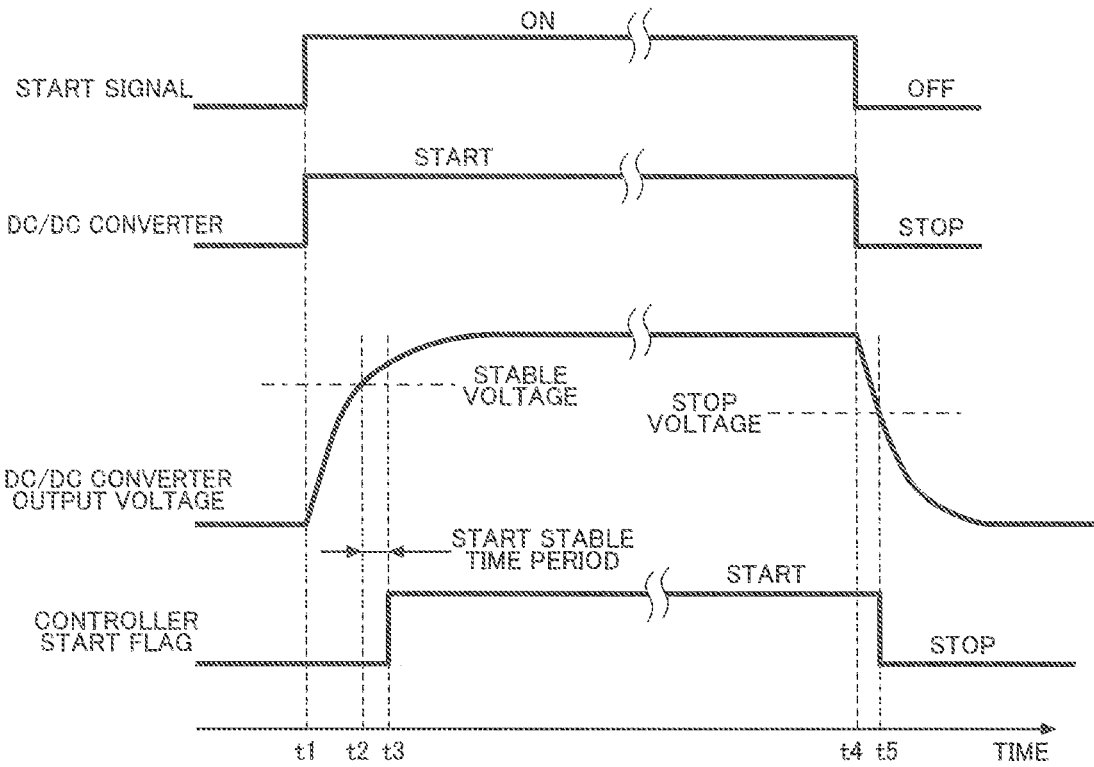 ON
START SIGNAL
OFF
START
DC/DC CONVERTER
STOP
STABLE
VOLTAGE
STOP
VOLTAGE
DC/DC CONVERTER
OUTPUT VOLTAGE
START STABLE
TIME PERIOD
START
CONTROLLER
START FLAG
STOP
t1 t2 t3 t4 t5 TIME